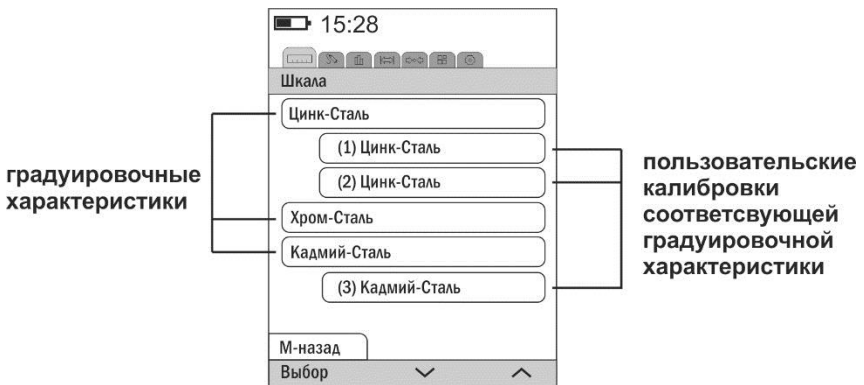 15:28
Шкала
Цинк-Сталь
(1) Цинк-Сталь
(2) Цинк-Сталь
Хром-Сталь
Кадмий-Сталь
(3) Кадмий-Сталь
М-назад
Выбор
градуировочные
характеристики
пользовательские
калибровки
соответсвующей
градуировочной
характеристики